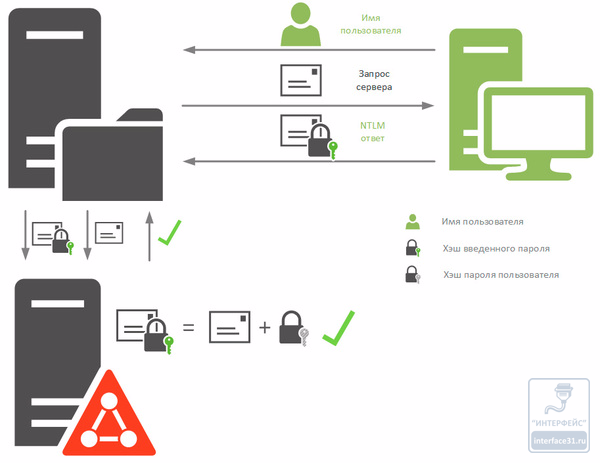 Имя
пользователя
Запрос
сервера
NTLM
ответ
Имя пользователя
Хэш введенного пароля
Хэш пароля пользователя
=
+
"ИНТЕРФЕЙС"
interface31.ru